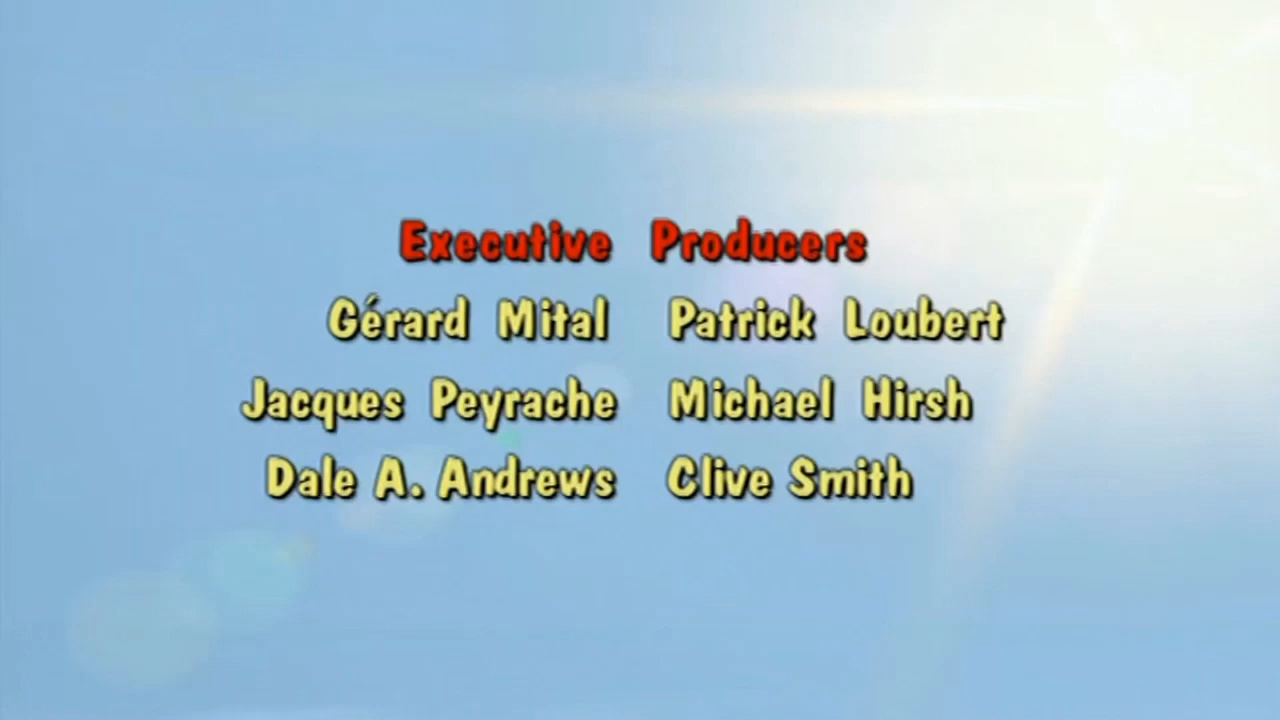 Executive Producers
Gérard Mital Patrick Loubert
Jacques Peyrache Michael Hirsh
Dale A. Andrews Clive Smith